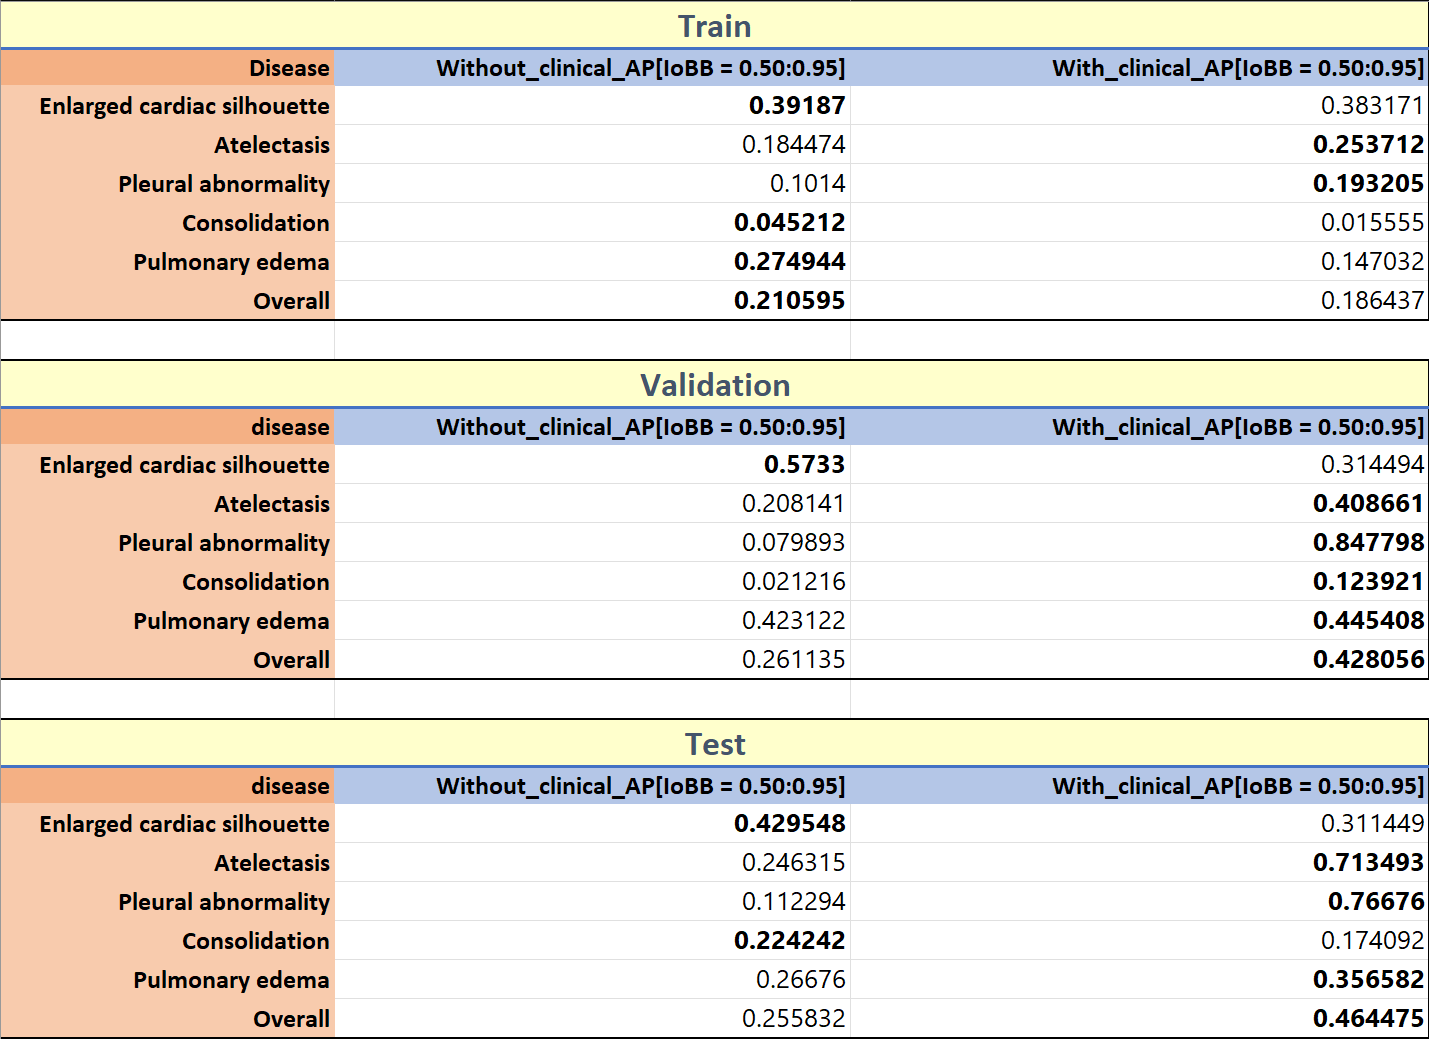 Train
Disease Without_clinical_AP[IoBB = 0.50:0.95] With_clinical_AP[IoBB = 0.50:0.95]
Enlarged cardiac silhouette 0.39187 0.383171
Atelectasis 0.184474 0.253712
Pleural abnormality 0.1014 0.193205
Consolidation 0.045212 0.015555
Pulmonary edema 0.274944 0.147032
Overall 0.210595 0.186437
Validation
disease Without_clinical_AP[IoBB = 0.50:0.95] With_clinical_AP[IoBB = 0.50:0.95]
Enlarged cardiac silhouette 0.5733 0.314494
Atelectasis 0.208141 0.408661
Pleural abnormality 0.079893 0.847798
Consolidation 0.021216 0.123921
Pulmonary edema 0.423122 0.445408
Overall 0.261135 0.428056
Test
disease Without_clinical_AP[IoBB = 0.50:0.95] With_clinical_AP[IoBB = 0.50:0.95]
Enlarged cardiac silhouette 0.429548 0.311449
Atelectasis 0.246315 0.713493
Pleural abnormality 0.112294 0.76676
Consolidation 0.224242 0.174092
Pulmonary edema 0.26676 0.356582
Overall 0.255832 0.464475